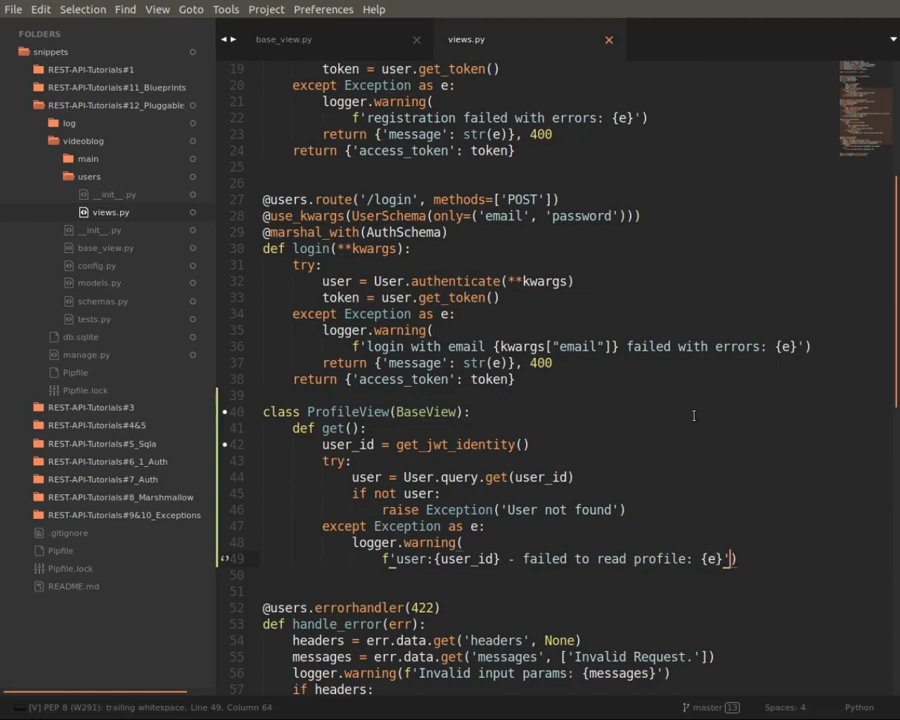 File Edit Selection Find View Goto Tools Project Preferences Help
FOLDERS
snippets
REST-API-Tutorials#1
REST-API-Tutorials#11_Blueprints
REST-API-Tutorials#12_Pluggable
log
videoblog
main
users
__init__.py
views.py
__init__.py
base_view.py
config.py
models.py
schemas.py
tests.py
db.sqlite
manage.py
Pipfile
Pipfile.lock
REST-API-Tutorials#3
REST-API-Tutorials#4&5
REST-API-Tutorials#5_Sqla
REST-API-Tutorials#6_1_Auth
REST-API-Tutorials#7_Auth
REST-API-Tutorials#8_Marshmallow
REST-API-Tutorials#9&10_Exceptions
.gitignore
Pipfile
Pipfile.lock
README.md
base_view.py
views.py
19 token = user.get_token()
20 except Exception as e:
21 logger.warning(
22 f'registration failed with errors: {e}')
23 return {'message': str(e)}, 400
24 return {'access_token': token}
25
26
27 @users.route('/login', methods=['POST'])
28 @use_kwargs(UserSchema(only=('email', 'password')))
29 @marshal_with(AuthSchema)
30 def login(**kwargs):
31 try:
32 user = User.authenticate(**kwargs)
33 token = user.get_token()
34 except Exception as e:
35 logger.warning(
36 f'login with email {kwargs["email"]} failed with errors: {e}')
37 return {'message': str(e)}, 400
38 return {'access_token': token}
39
40 class ProfileView(BaseView):
41 def get():
42 user_id = get_jwt_identity()
43 try:
44 user = User.query.get(user_id)
45 if not user:
46 raise Exception('User not found')
47 except Exception as e:
48 logger.warning(
49 f'user:{user_id} - failed to read profile: {e}')
50
51
52 @users.errorhandler(422)
53 def handle_error(err):
54 headers = err.data.get('headers', None)
55 messages = err.data.get('messages', ['Invalid Request.'])
56 logger.warning(f'Invalid input params: {messages}')
57 if headers:
[V] PEP 8 (W291): trailing whitespace, Line 49, Column 64
master 13
Spaces: 4
Python